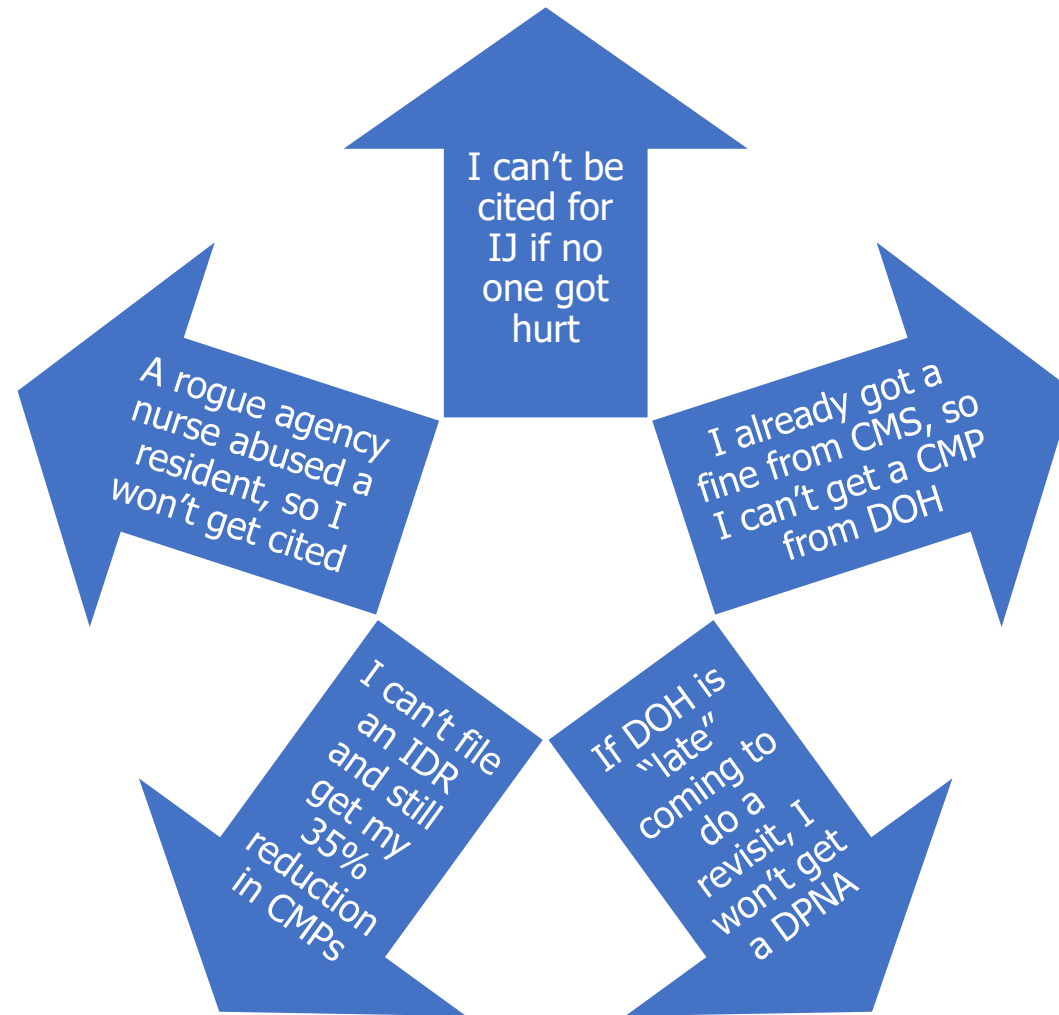 I can’t be
cited for
IJ if no
one got
hurt
I already got a
fine from CMS, so
I can’t get a CMP
from DOH
If DOH is
“late”
coming to
do a
revisit, I
won’t get
a DPNA
I can’t file
an IDR
and still
get my
35%
reduction
in CMPs
A rogue agency
nurse abused a
resident, so I
won’t get cited